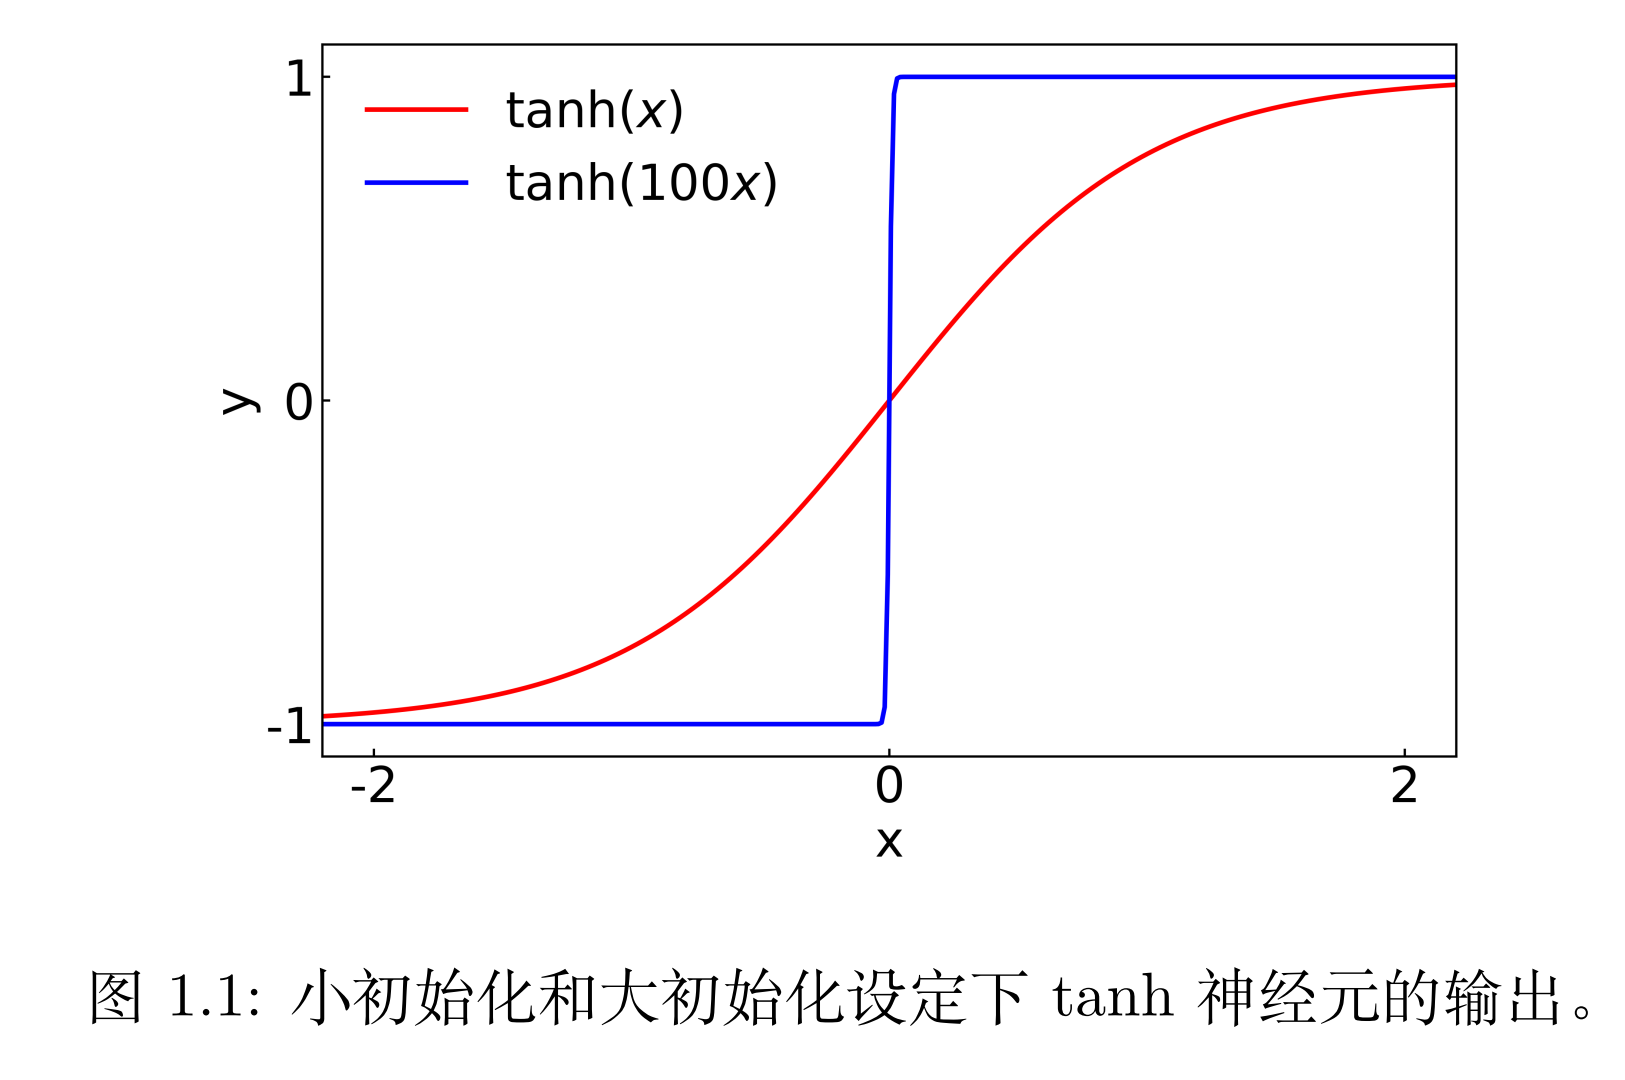 1
tanh(x)
tanh(100x)
y
0
-1
-2 0 2
x
图 1.1: 小初始化和大初始化设定下 tanh 神经元的输出。